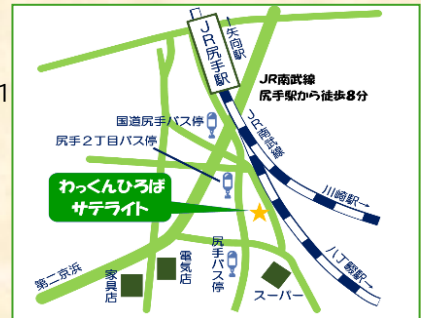 1
←矢向駅
JR尻手駅
JR南武線
尻手駅から徒歩8分
国道尻手バス停
尻手2丁目バス停
JR南武線
わっくんひろば
サテライト
川崎駅→
八丁畷駅→
第二京浜
家具店
電気店
尻手バス停
スーパー